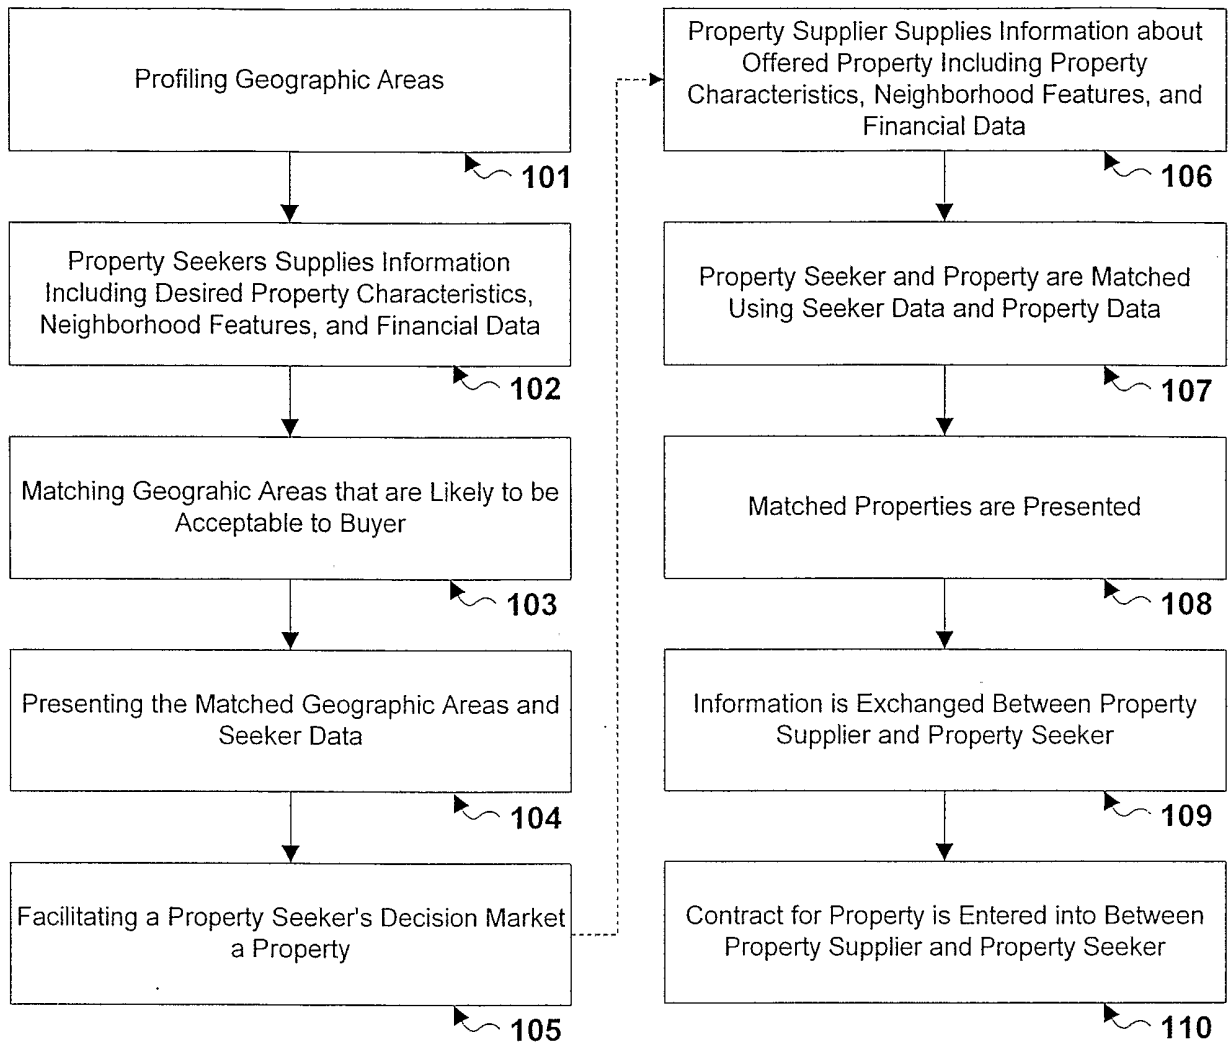 Profiling Geographic Areas
101
Property Seekers Supplies Information
Including Desired Property Characteristics,
Neighborhood Features, and Financial Data
102
Matching Geograhic Areas that are Likely to be
Acceptable to Buyer
103
Presenting the Matched Geographic Areas and
Seeker Data
104
Facilitating a Property Seeker's Decision Market
a Property
105
Property Supplier Supplies Information about
Offered Property Including Property
Characteristics, Neighborhood Features, and
Financial Data
106
Property Seeker and Property are Matched
Using Seeker Data and Property Data
107
Matched Properties are Presented
108
Information is Exchanged Between Property
Supplier and Property Seeker
109
Contract for Property is Entered into Between
Property Supplier and Property Seeker
110